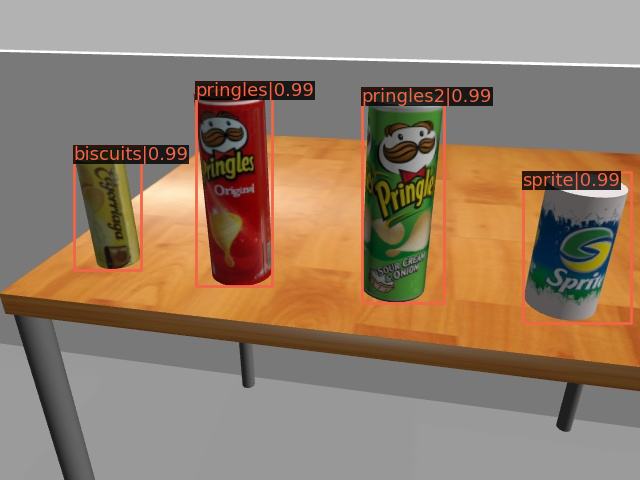 pringles|0.99
pringles2|0.99
biscuits|0.99
sprite|0.99
Pringles
Original
Pringles
SOUR CREAM
& ONION
Sprite